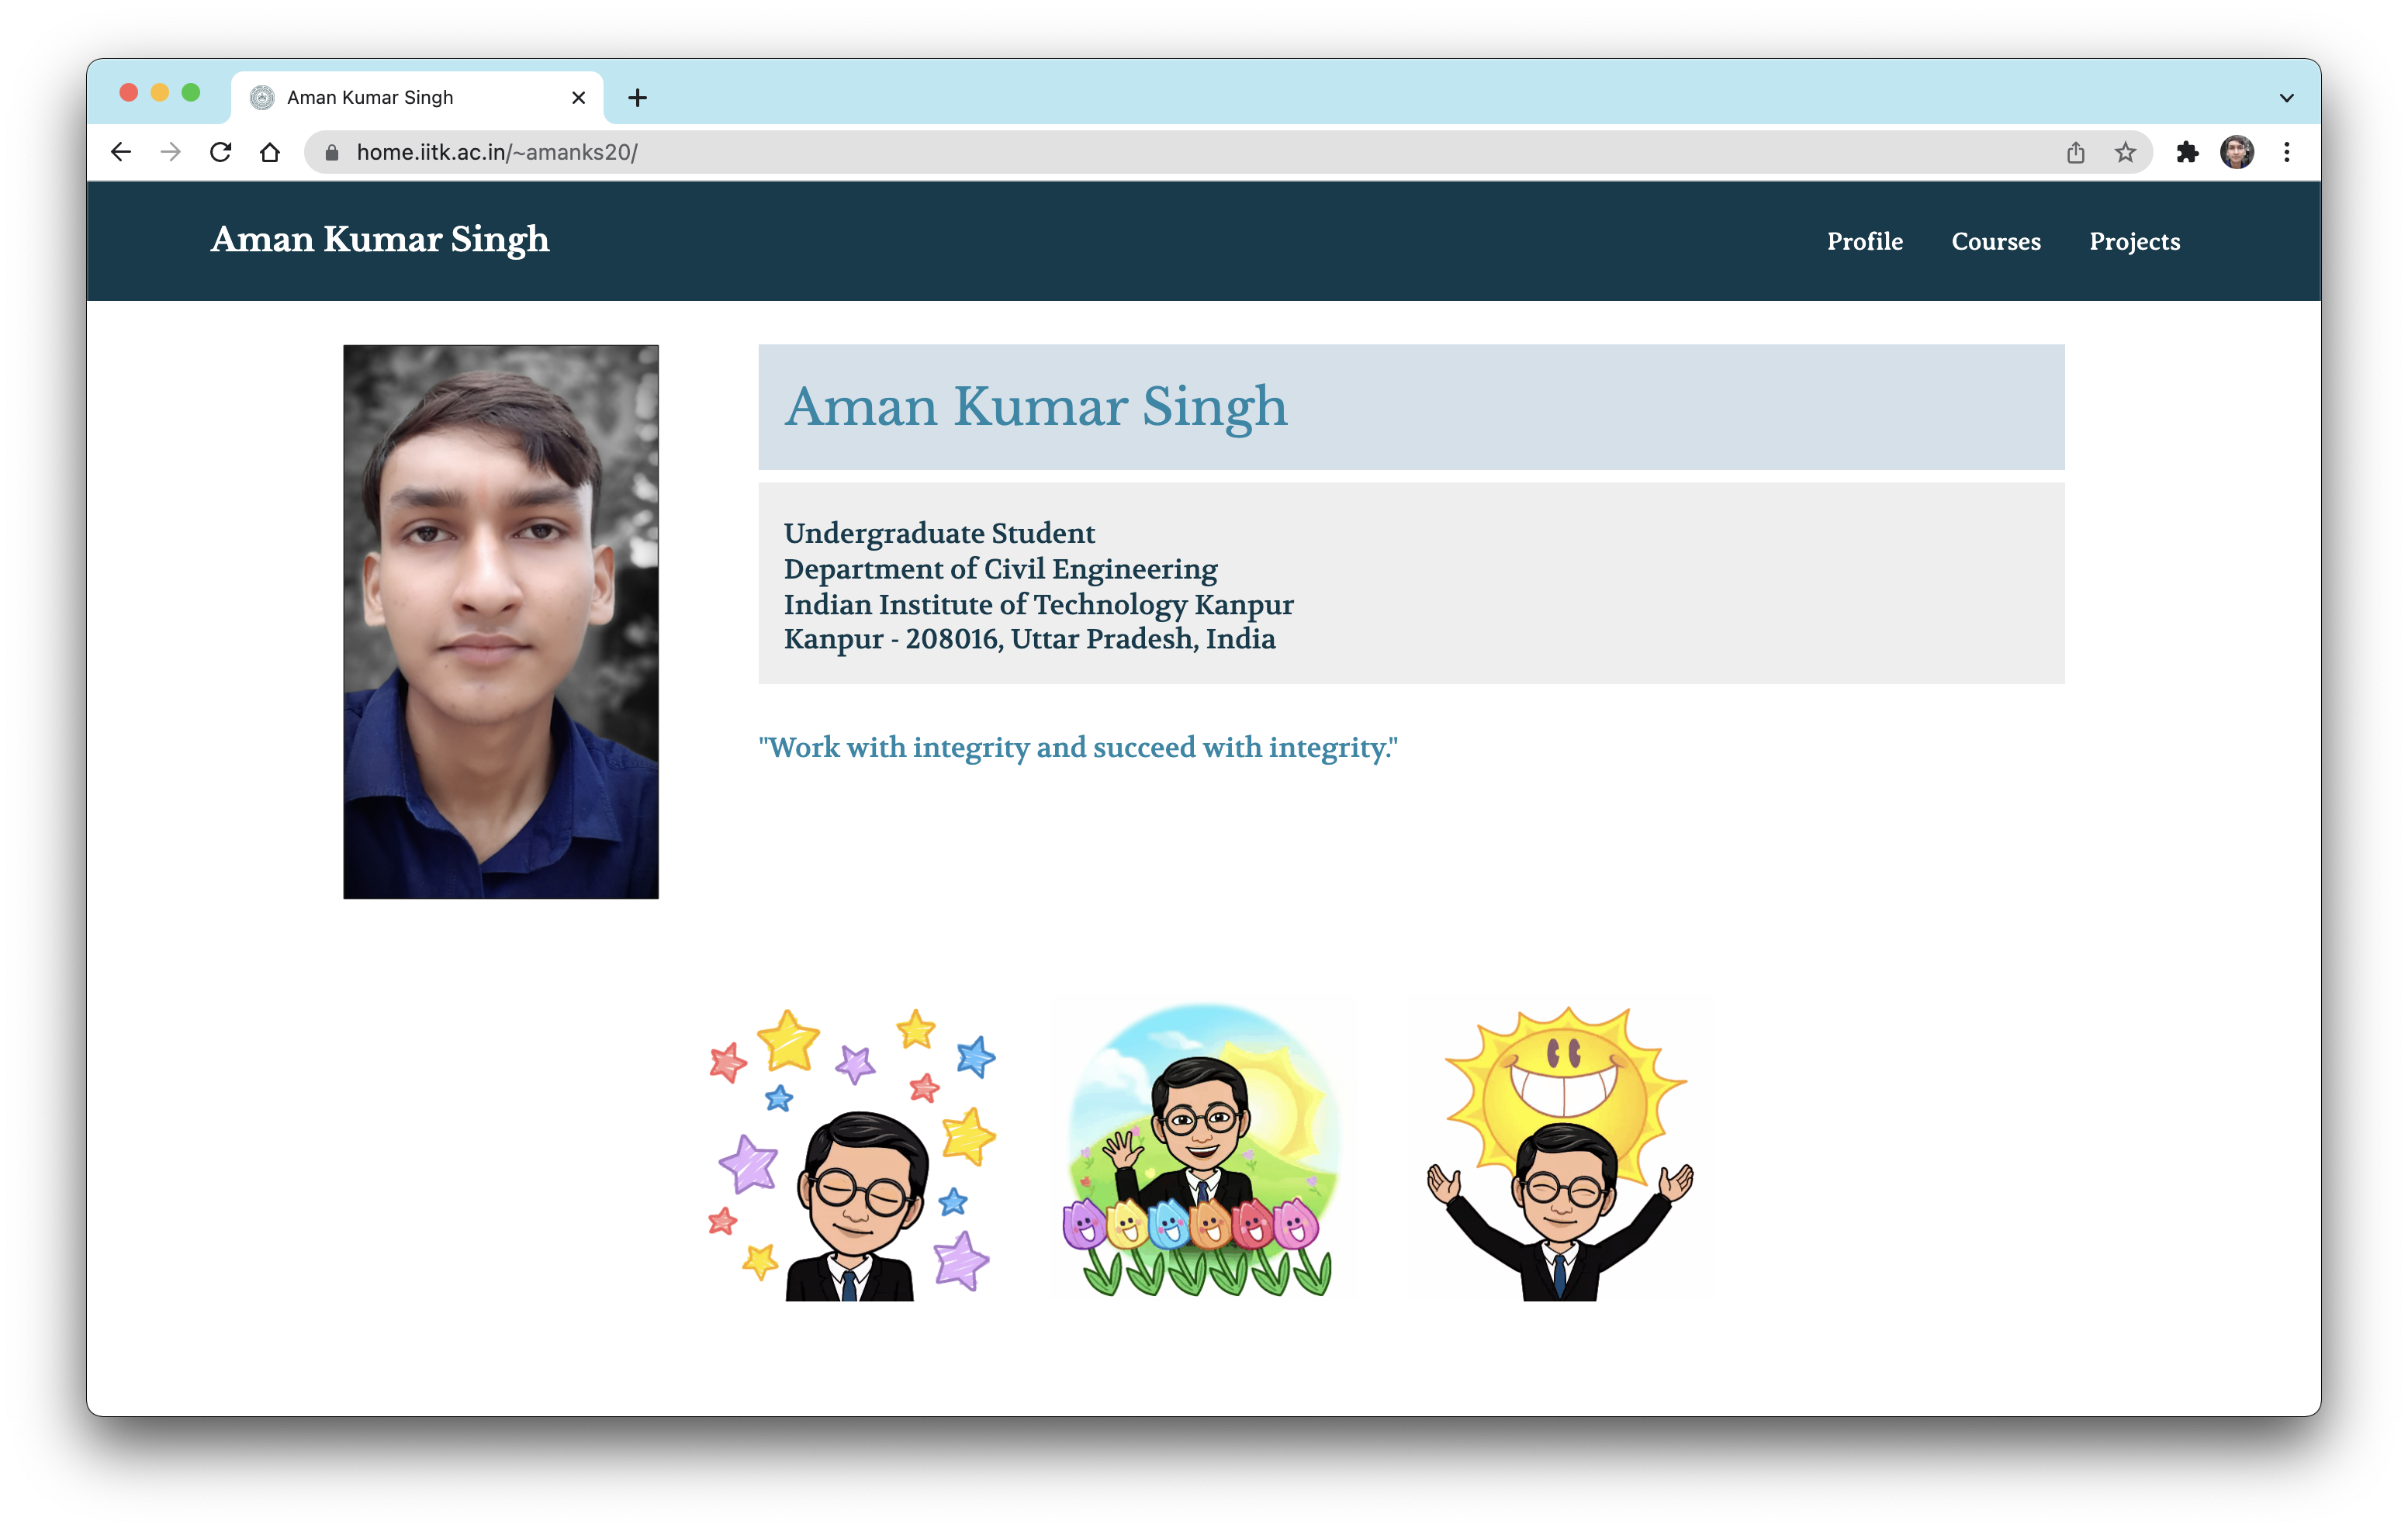 Aman Kumar Singh
home.iitk.ac.in/~amanks20/
Aman Kumar Singh
Profile Courses Projects
Aman Kumar Singh
Undergraduate Student
Department of Civil Engineering
Indian Institute of Technology Kanpur
Kanpur - 208016, Uttar Pradesh, India
"Work with integrity and succeed with integrity."